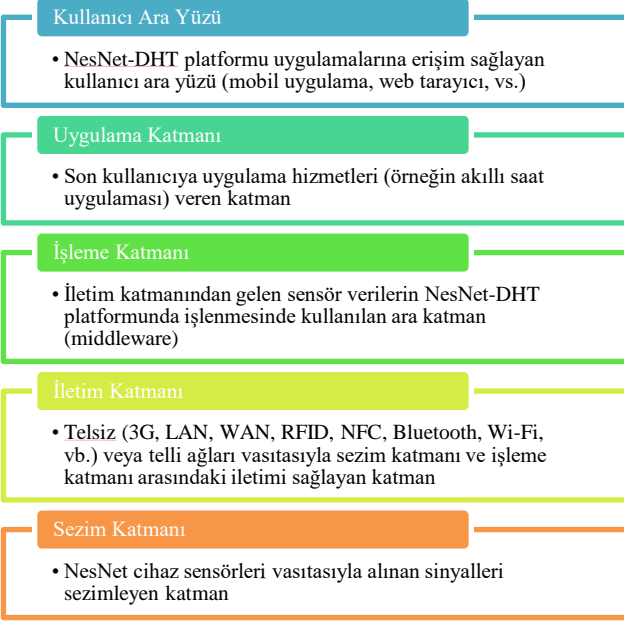 Kullanıcı Ara Yüzü
• NesNet-DHT platformu uygulamalarına erişim sağlayan
kullanıcı ara yüzü (mobil uygulama, web tarayıcı, vs.)
Uygulama Katmanı
• Son kullanıcıya uygulama hizmetleri (örneğin akıllı saat
uygulaması) veren katman
İşleme Katmanı
• İletim katmanından gelen sensör verilerin NesNet-DHT
platformunda işlenmesinde kullanılan ara katman
(middleware)
İletim Katmanı
• Telsiz (3G, LAN, WAN, RFID, NFC, Bluetooth, Wi-Fi,
vb.) veya telli ağları vasıtasıyla sezim katmanı ve işleme
katmanı arasındaki iletimi sağlayan katman
Sezim Katmanı
• NesNet cihaz sensörleri vasıtasıyla alınan sinyalleri
sezimleyen katman